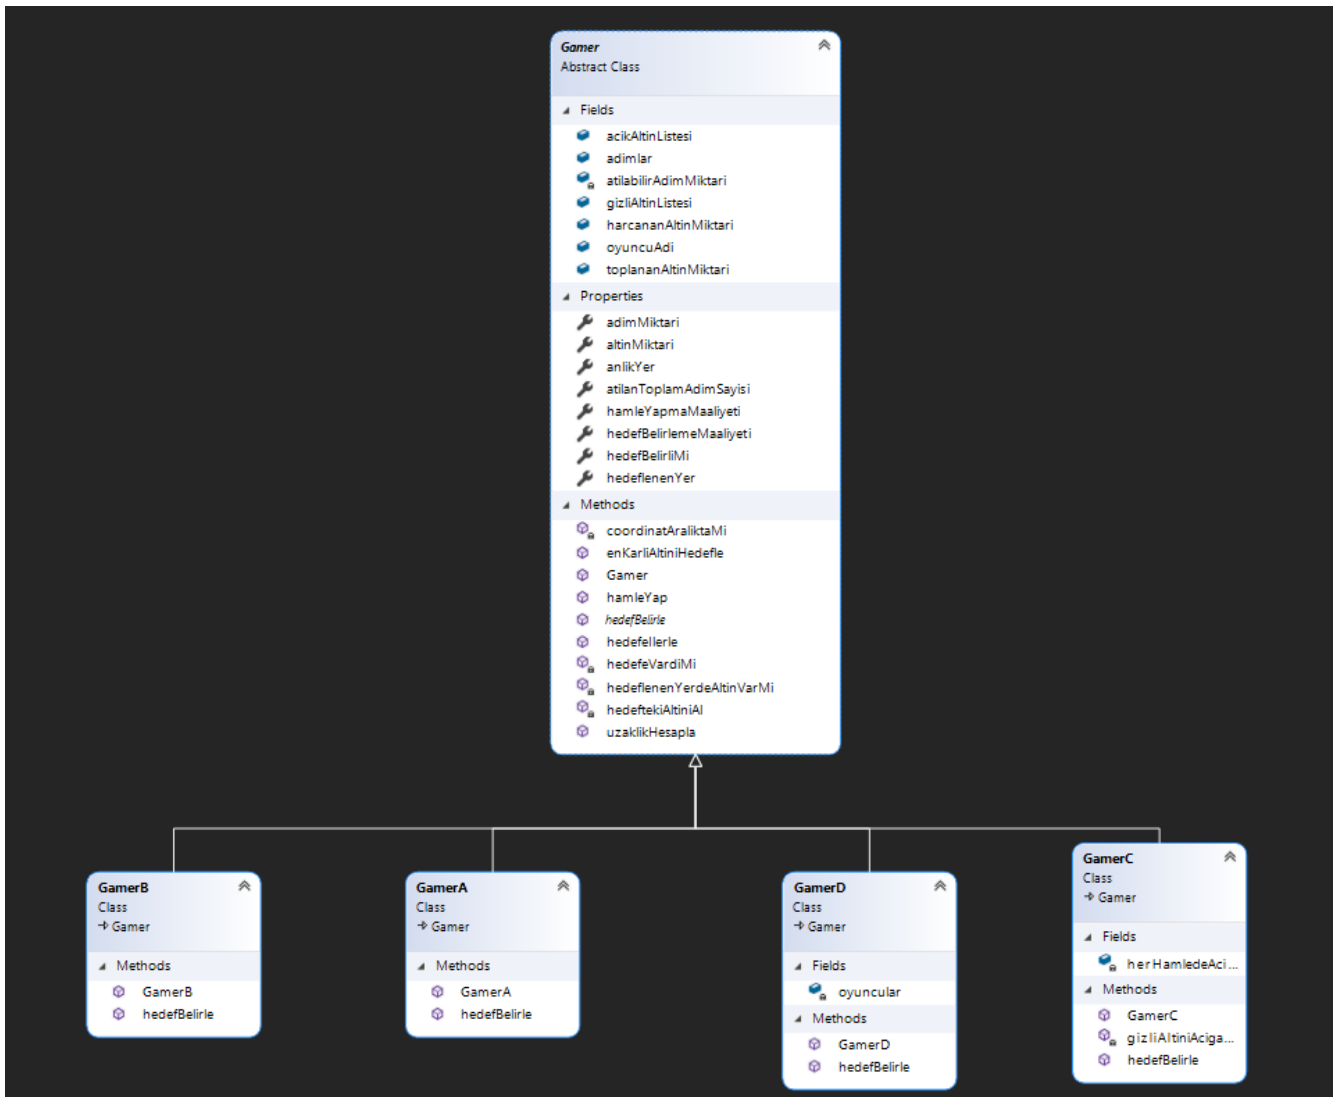 Gamer
Abstract Class
Fields
acikAltinListesi
adimlar
atilabilirAdimMiktari
gizliAltinListesi
harcananAltinMiktari
oyuncuAdi
toplananAltinMiktari
Properties
adimMiktari
altinMiktari
anlikYer
atilanToplamAdimSayisi
hamleYapmaMaaliyeti
hedefBelirlemeMaaliyeti
hedefBelirliMi
hedeflenenYer
Methods
coordinatAraliktaMi
enKarliAltiniHedefle
Gamer
hamleYap
hedefBelirle
hedefeIlerle
hedefeVardiMi
hedeflenenYerdeAltinVarMi
hedeftekiAltiniAl
uzaklikHesapla
GamerB
Class
Gamer
Methods
GamerB
hedefBelirle
GamerA
Class
Gamer
Methods
GamerA
hedefBelirle
GamerD
Class
Gamer
Fields
oyuncular
Methods
GamerD
hedefBelirle
GamerC
Class
Gamer
Fields
herHamledeAci...
Methods
GamerC
gizliAltiniAciga...
hedefBelirle